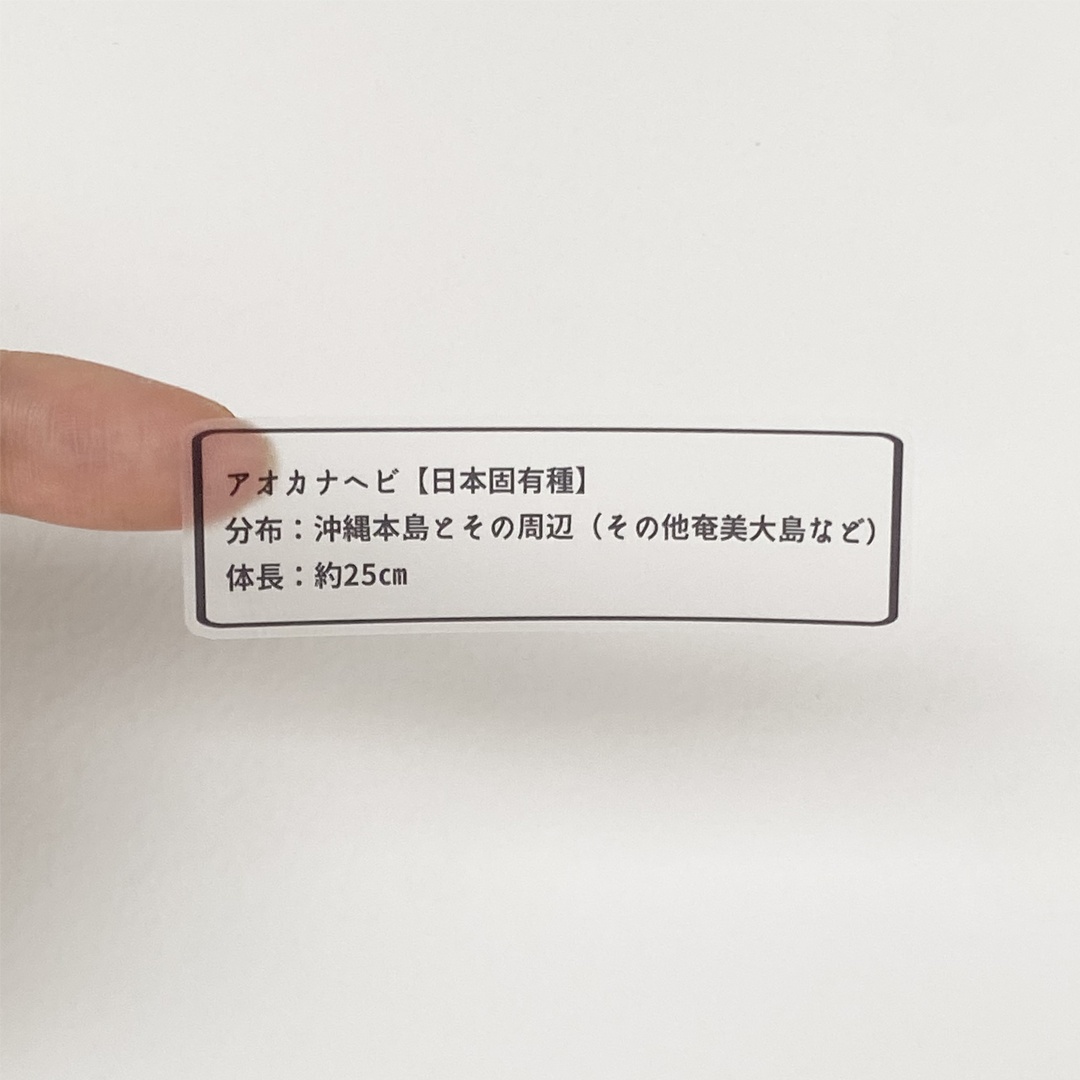 アオカナヘビ【日本固有種】
分布：沖縄本島とその周辺（その他奄美大島など）
体長：約25㎝